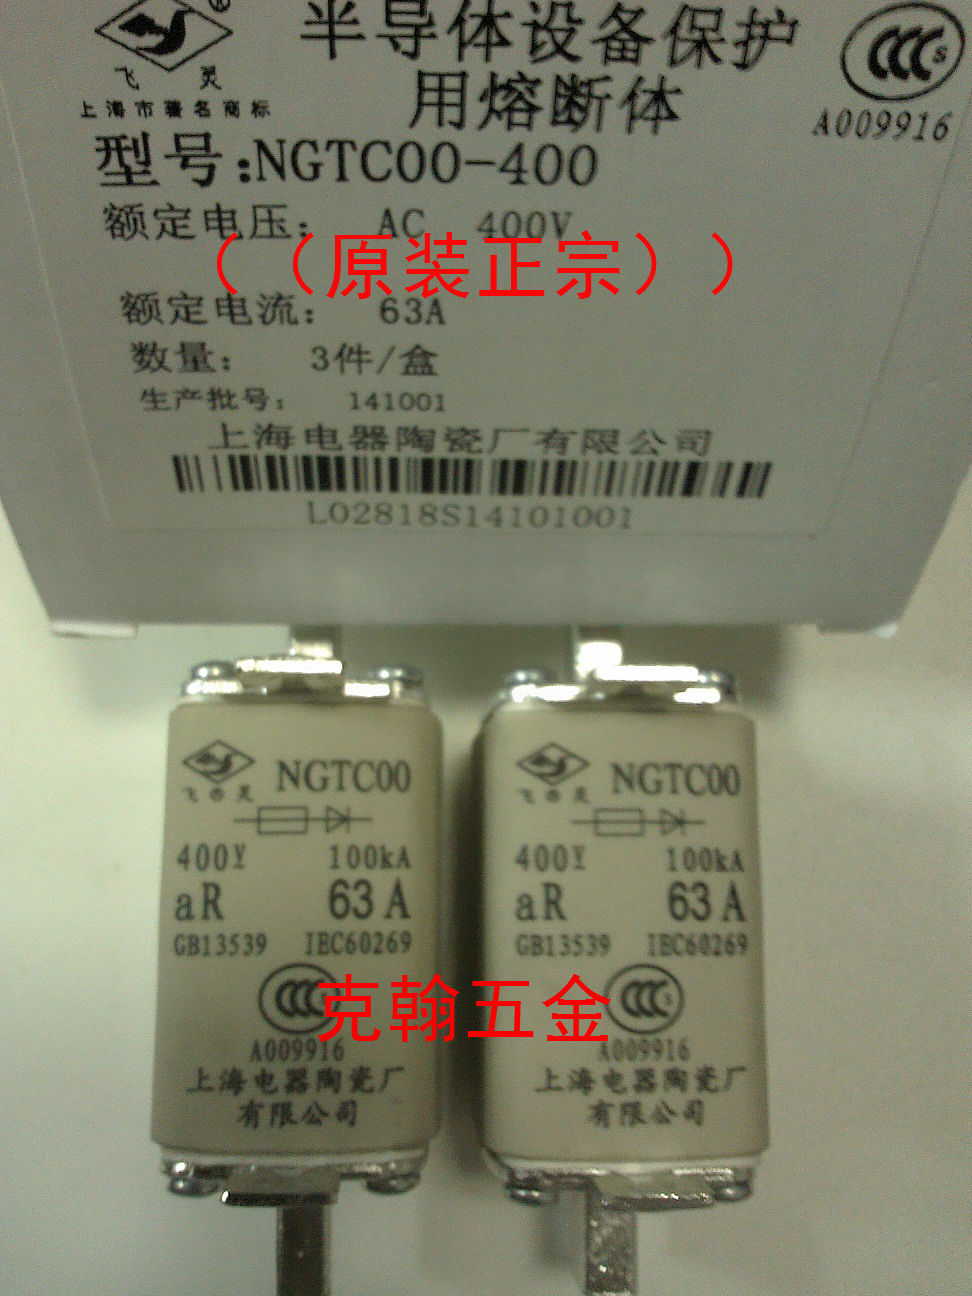 半导体设备保护
用熔断体
飞 灵
上海市著名商标
A009916
型号:NGTC00-400
额定电压: AC 400V
((原装正宗))
额定电流: 63A
数量: 3件/盒
生产批号: 141001
上海电器陶瓷厂有限公司
L02818S14101001
飞 灵
NGTC00
400V 100kA
aR 63A
GB13539 IEC60269
A009916
上海电器陶瓷厂
有限公司
飞 灵
NGTC00
400V 100kA
aR 63A
GB13539 IEC60269
A009916
上海电器陶瓷厂
有限公司
克翰五金